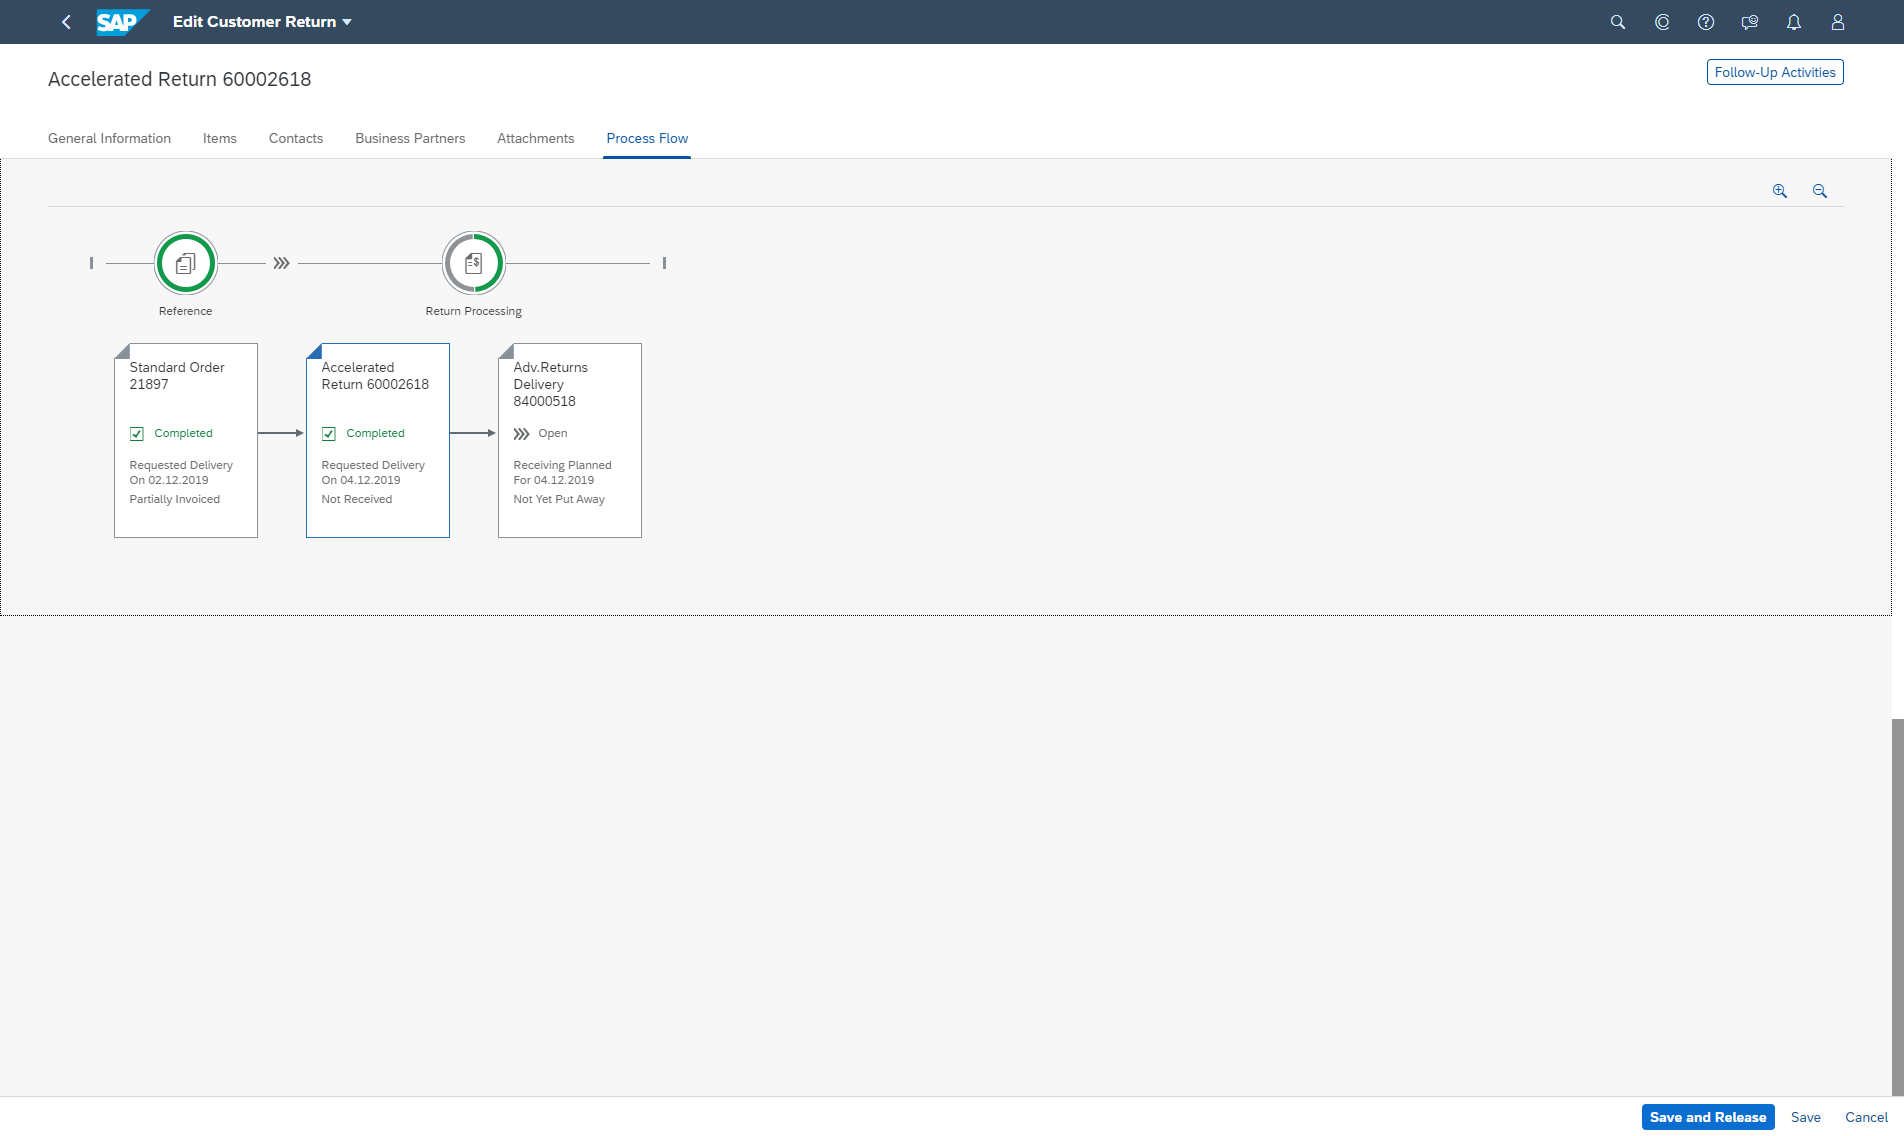 SAP Edit Customer Return
Accelerated Return 60002618
Follow-Up Activities
General Information Items Contacts Business Partners Attachments Process Flow
Reference
Return Processing
Standard Order
21897
Completed
Requested Delivery
On 02.12.2019
Partially Invoiced
Accelerated
Return 60002618
Completed
Requested Delivery
On 04.12.2019
Not Received
Adv.Returns
Delivery
84000518
Open
Receiving Planned
For 04.12.2019
Not Yet Put Away
Save and Release Save Cancel